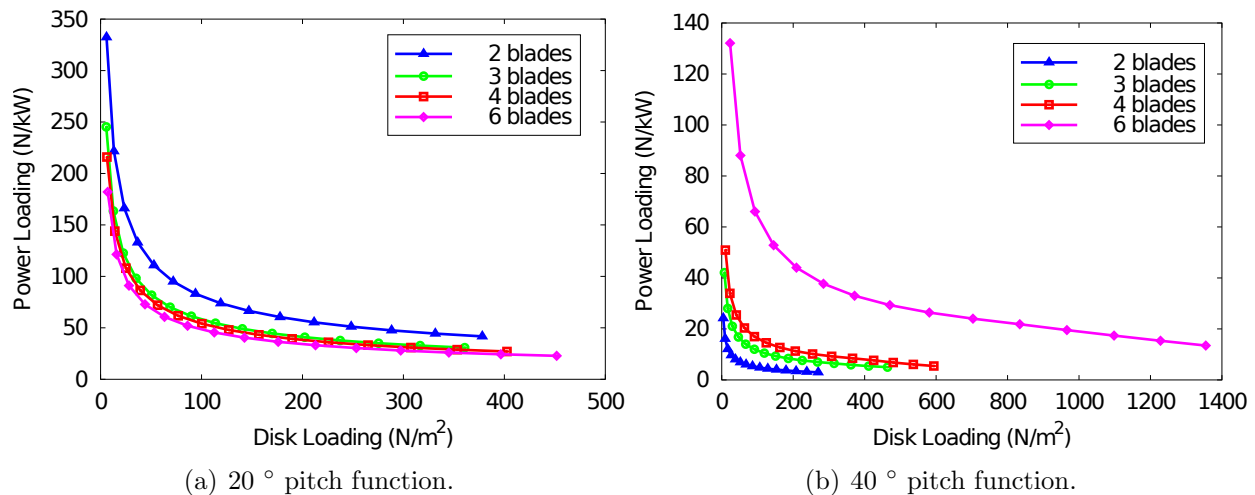 350
300
250
200
150
100
50
0
Power Loading (N/kW)
2 blades
3 blades
4 blades
6 blades
0 100 200 300 400 500
Disk Loading (N/m²)
(a) 20 ° pitch function.
140
120
100
80
60
40
20
0
Power Loading (N/kW)
2 blades
3 blades
4 blades
6 blades
0 200 400 600 800 1000 1200 1400
Disk Loading (N/m²)
(b) 40 ° pitch function.